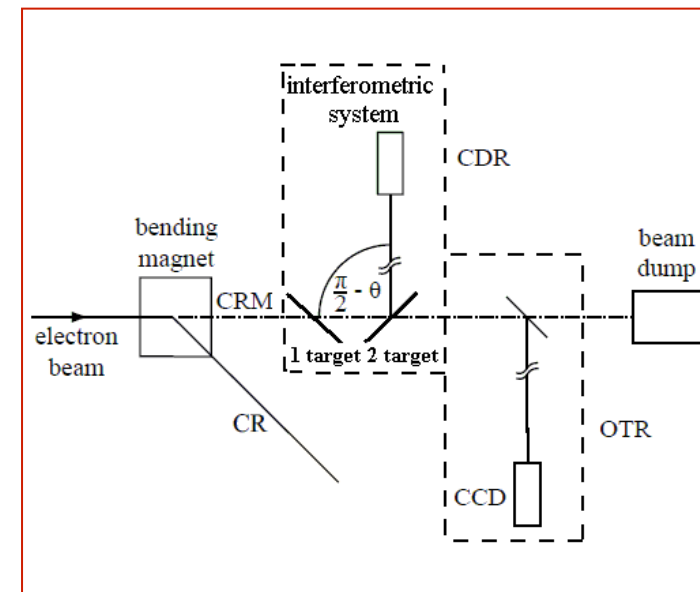 interferometric
system
CDR
bending
magnet
beam
dump
CRM
π/2 - θ
electron
beam
1 target 2 target
CR
OTR
CCD